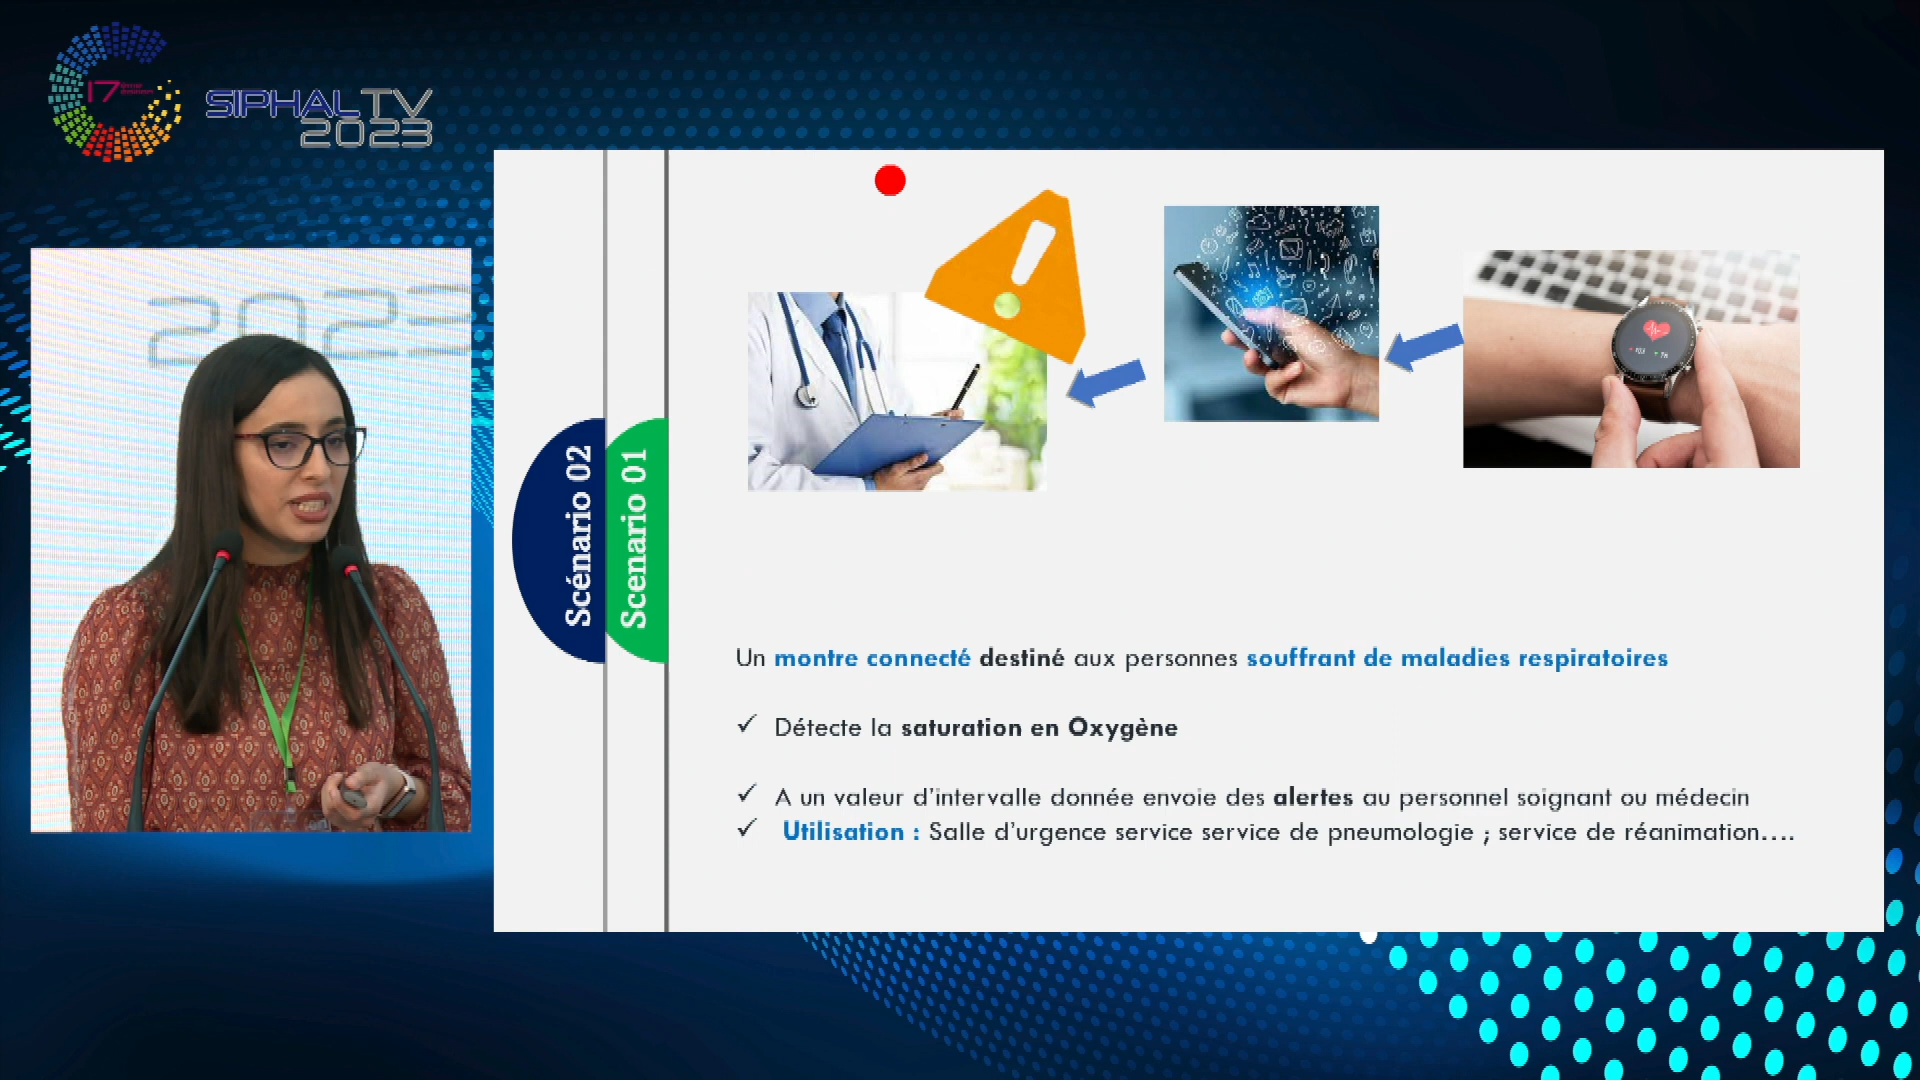 17
SIPHAL TV
2023
2023
Scénario 02
Scenario 01
Un montre connecté destiné aux personnes souffrant de maladies respiratoires
✓ Détecte la saturation en Oxygène
✓ A un valeur d'intervalle donnée envoie des alertes au personnel soignant ou médecin
✓ Utilisation : Salle d'urgence service service de pneumologie ; service de réanimation....